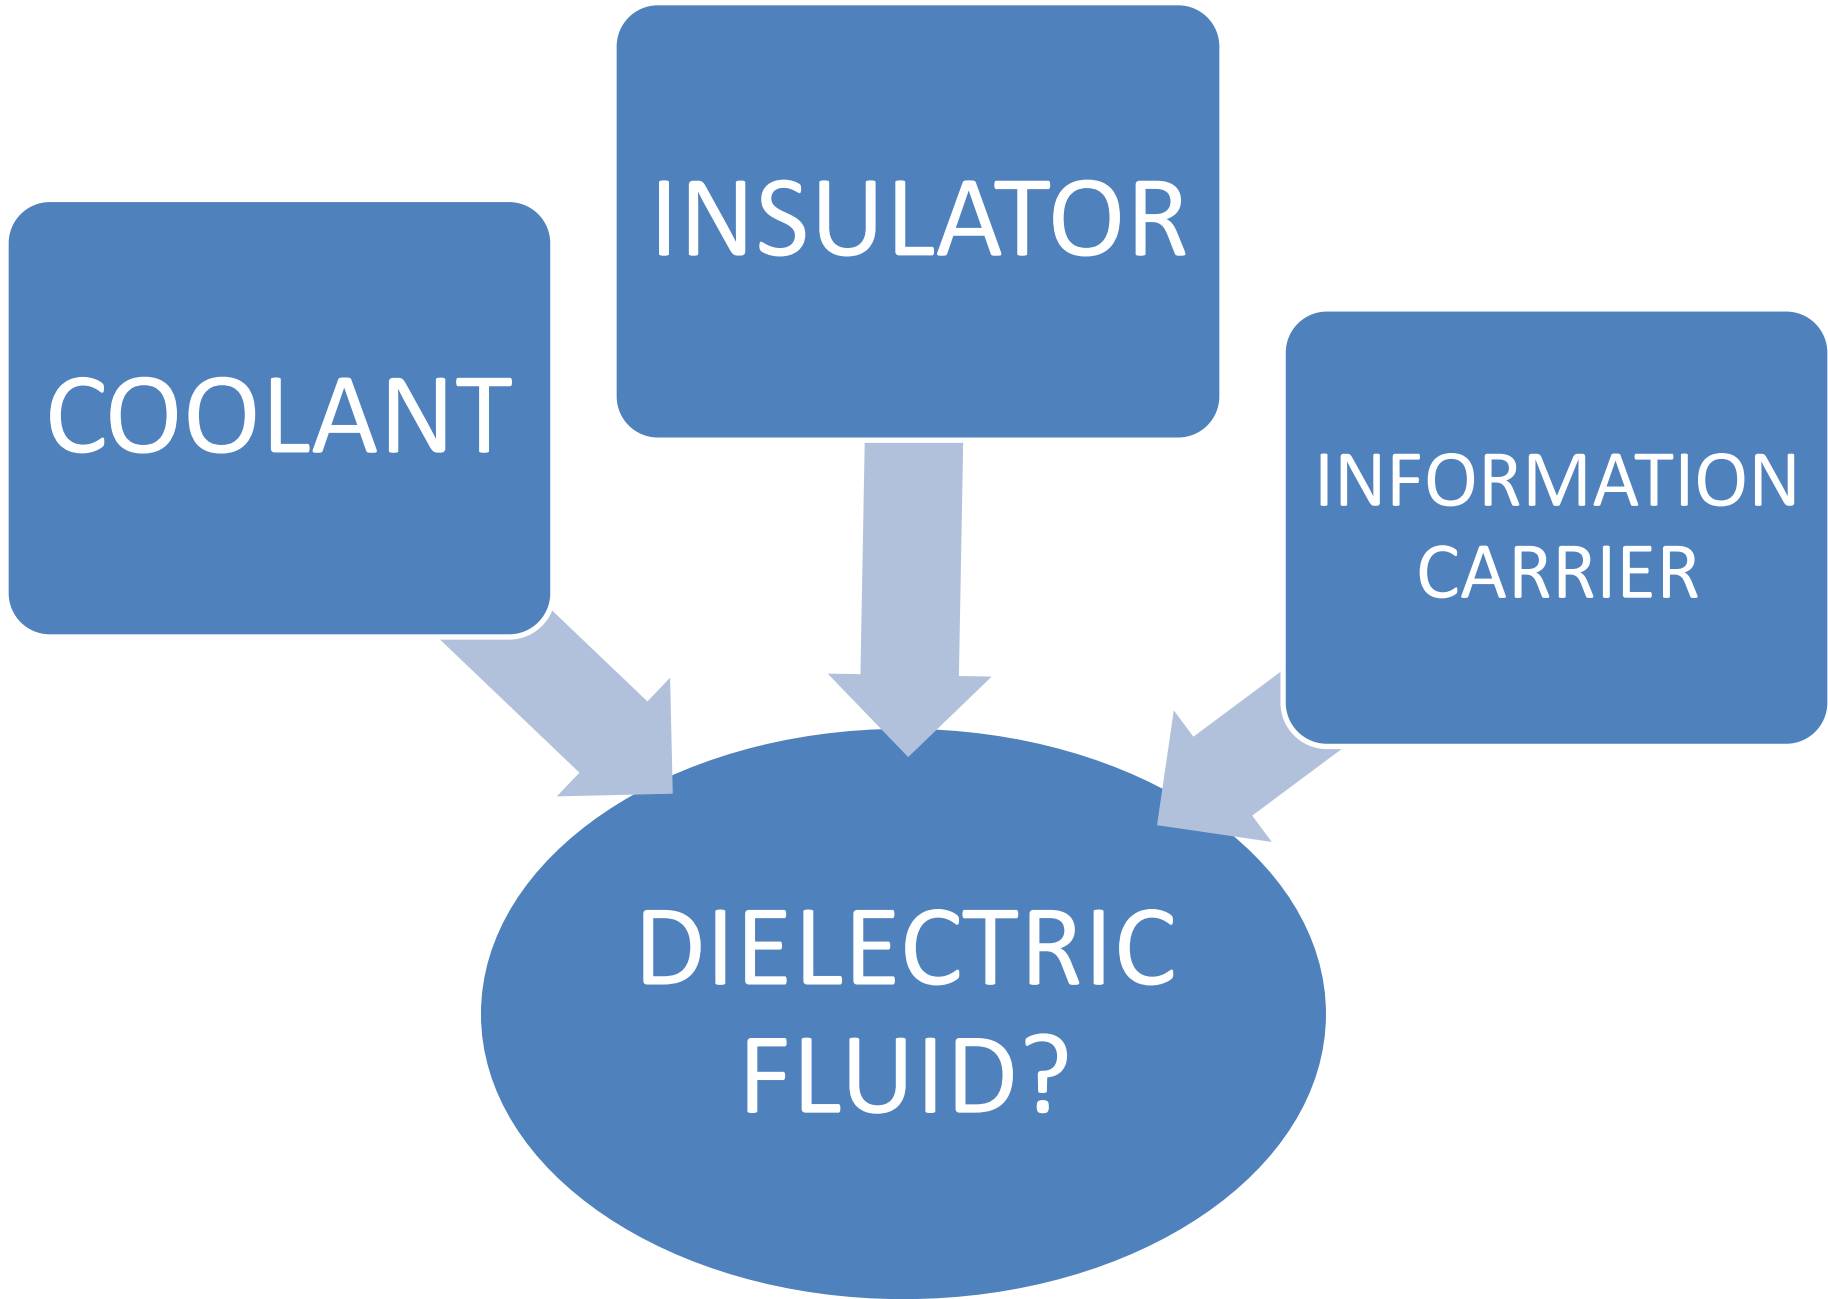 COOLANT
INSULATOR
INFORMATION
CARRIER
DIELECTRIC
FLUID?